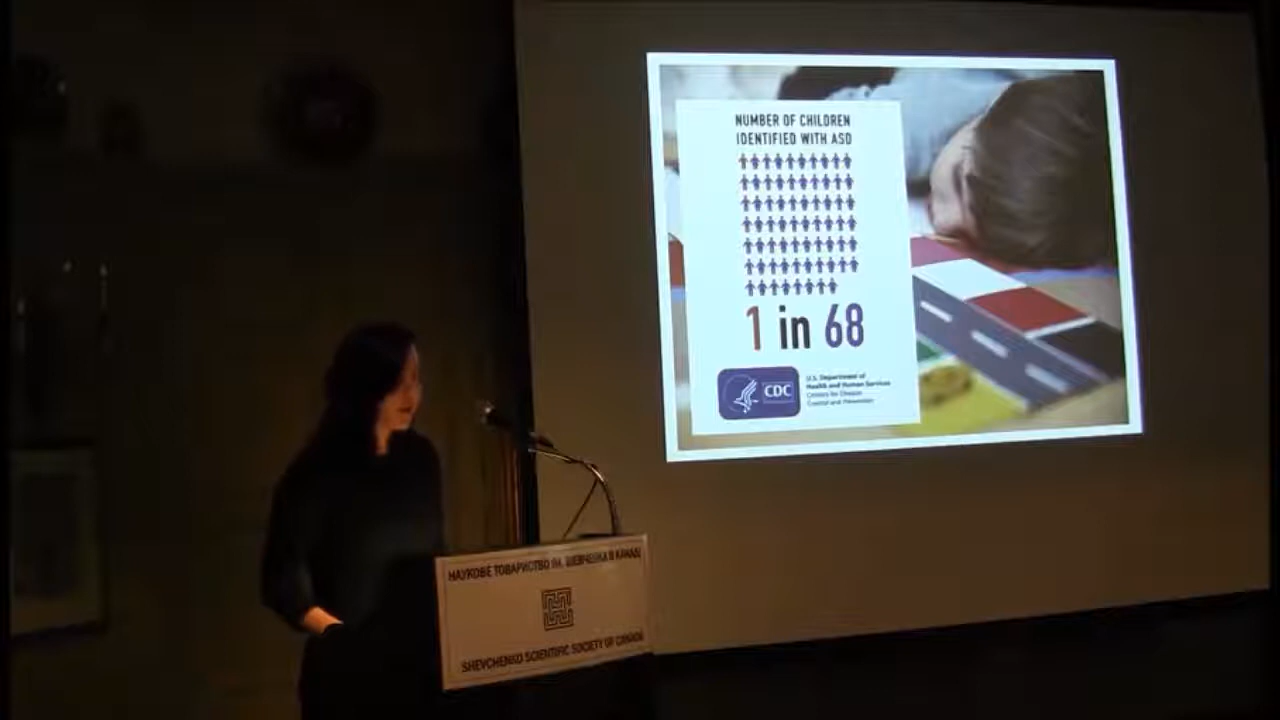 NUMBER OF CHILDREN
IDENTIFIED WITH ASD
1 in 68
CDC
U.S. Department of
Health and Human Services
Centers for Disease
Control and Prevention
НАУКОВЕ ТОВАРИСТВО ІМ. ШЕВЧЕНКА В КАНАДІ
SHEVCHENKO SCIENTIFIC SOCIETY OF CANADA